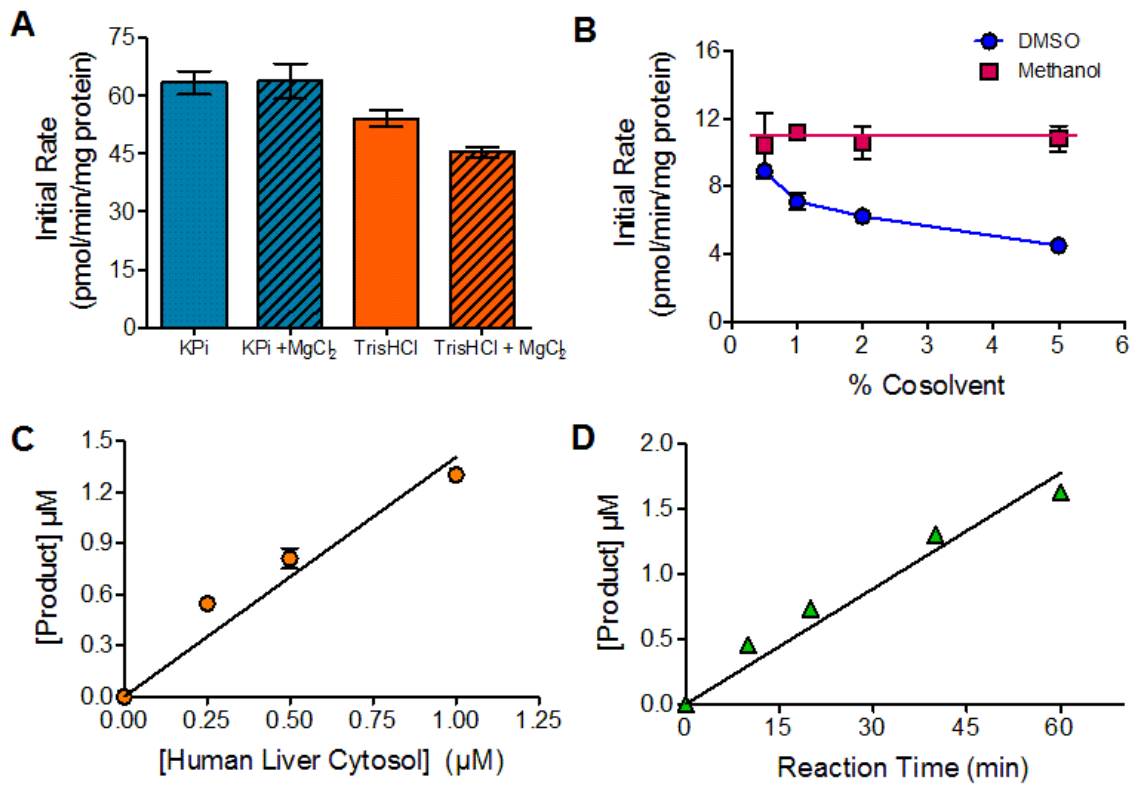 A
Initial Rate
(pmol/min/mg protein)
75
60
45
30
15
0
KPi
KPi +MgCl₂
TrisHCl
TrisHCl + MgCl₂
B
DMSO
Methanol
Initial Rate
(pmol/min/mg protein)
16
12
8
4
0
0 1 2 3 4 5 6
% Cosolvent
C
[Product] µM
1.5
1.2
0.9
0.6
0.3
0.0
0.00 0.25 0.50 0.75 1.00 1.25
[Human Liver Cytosol] (µM)
D
[Product] µM
2.0
1.5
1.0
0.5
0.0
0 15 30 45 60
Reaction Time (min)